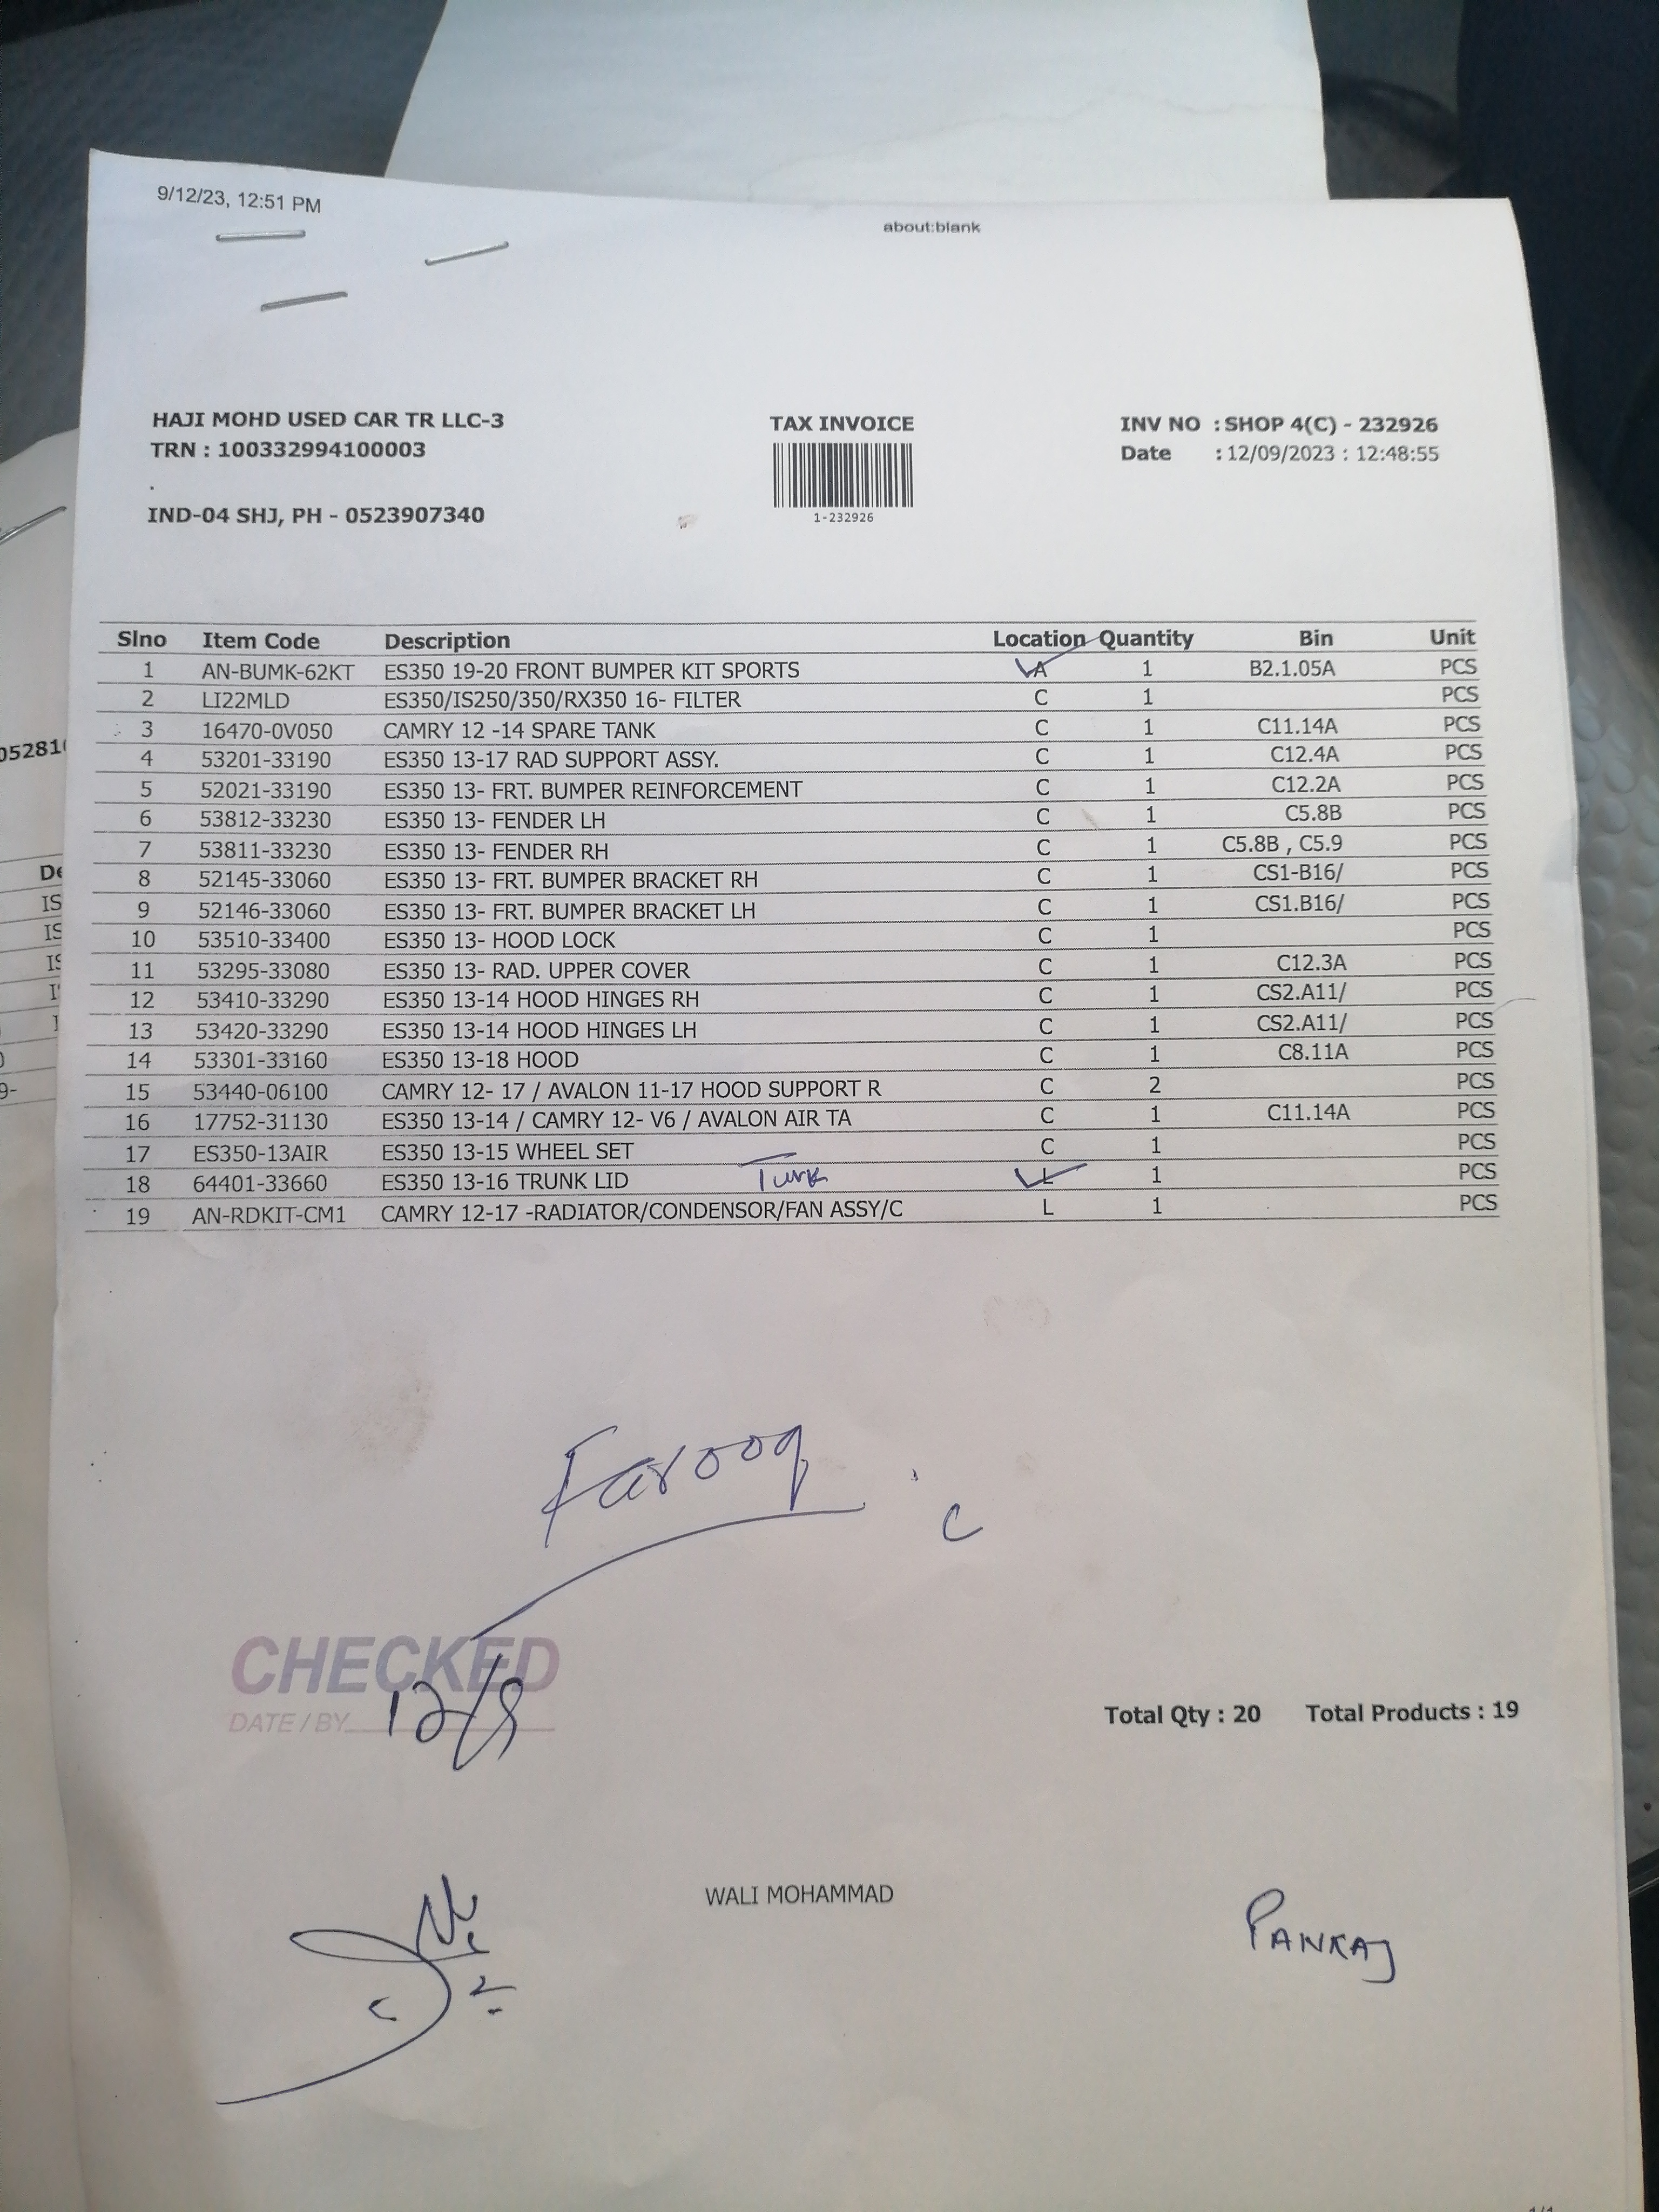 9/12/23, 12:51 PM
about:blank
HAJI MOHD USED CAR TR LLC-3
TRN : 100332994100003
.
IND-04 SHJ, PH - 0523907340
TAX INVOICE
1-232926
INV NO : SHOP 4(C) - 232926
Date : 12/09/2023 : 12:48:55
Slno Item Code Description Location Quantity Bin Unit
1 AN-BUMK-62KT ES350 19-20 FRONT BUMPER KIT SPORTS A 1 B2.1.05A PCS
2 LI22MLD ES350/IS250/350/RX350 16- FILTER C 1 PCS
3 16470-0V050 CAMRY 12 -14 SPARE TANK C 1 C11.14A PCS
4 53201-33190 ES350 13-17 RAD SUPPORT ASSY. C 1 C12.4A PCS
5 52021-33190 ES350 13- FRT. BUMPER REINFORCEMENT C 1 C12.2A PCS
6 53812-33230 ES350 13- FENDER LH C 1 C5.8B PCS
7 53811-33230 ES350 13- FENDER RH C 1 C5.8B , C5.9 PCS
8 52145-33060 ES350 13- FRT. BUMPER BRACKET RH C 1 CS1-B16/ PCS
9 52146-33060 ES350 13- FRT. BUMPER BRACKET LH C 1 CS1.B16/ PCS
10 53510-33400 ES350 13- HOOD LOCK C 1 PCS
11 53295-33080 ES350 13- RAD. UPPER COVER C 1 C12.3A PCS
12 53410-33290 ES350 13-14 HOOD HINGES RH C 1 CS2.A11/ PCS
13 53420-33290 ES350 13-14 HOOD HINGES LH C 1 CS2.A11/ PCS
14 53301-33160 ES350 13-18 HOOD C 1 C8.11A PCS
15 53440-06100 CAMRY 12- 17 / AVALON 11-17 HOOD SUPPORT R C 2 PCS
16 17752-31130 ES350 13-14 / CAMRY 12- V6 / AVALON AIR TA C 1 C11.14A PCS
17 ES350-13AIR ES350 13-15 WHEEL SET C 1 PCS
18 64401-33660 ES350 13-16 TRUNK LID L 1 PCS
19 AN-RDKIT-CM1 CAMRY 12-17 -RADIATOR/CONDENSOR/FAN ASSY/C L 1 PCS
Farooq
C
CHECKED
DATE / BY 12/9
Total Qty : 20 Total Products : 19
WALI MOHAMMAD
PANKAJ